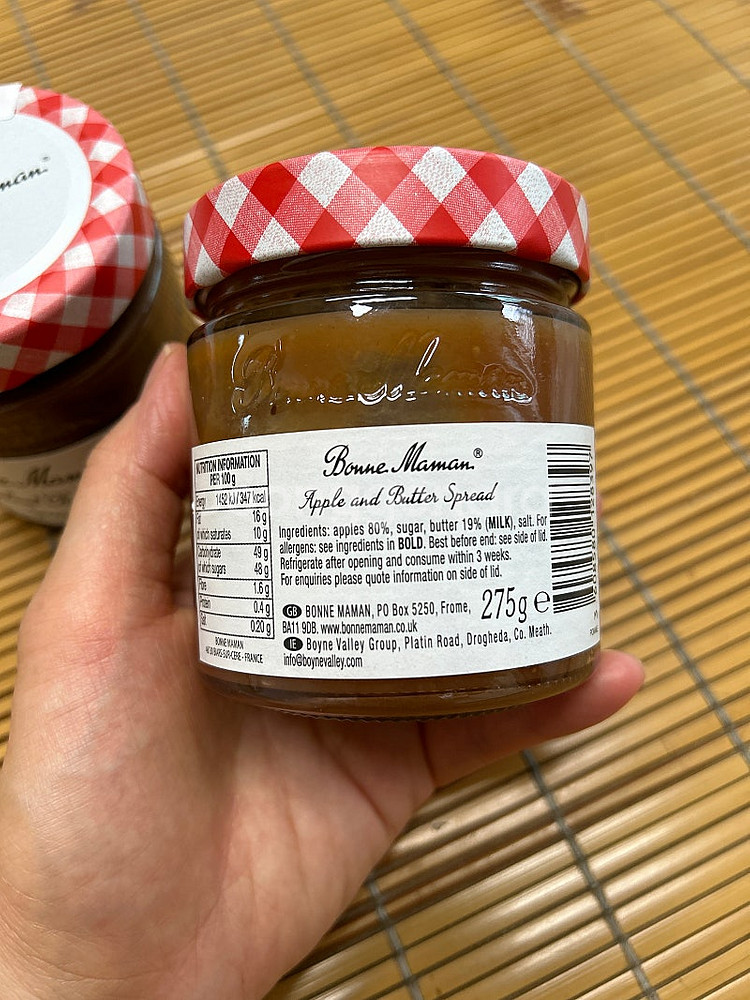 man.®
Bonne Maman
NUTRITION INFORMATION
PER 100 g
Energy 1452 kJ/347 kcal
Fat 16 g
of which saturates 10 g
Carbohydrate 49 g
of which sugars 48 g
Fibre 1.6 g
Protein 0.4 g
Salt 0.20 g
BONNE MAMAN
FRANCE
Bonne Maman®
Apple and Butter Spread
Ingredients: apples 80%, sugar, butter 19% (MILK), salt. For
allergens: see ingredients in BOLD. Best before end: see side of lid.
Refrigerate after opening and consume within 3 weeks.
For enquiries please quote information on side of lid.
GB BONNE MAMAN, PO Box 5250, Frome,
BA11 9DB. www.bonnemaman.co.uk
IE Boyne Valley Group, Platin Road, Drogheda, Co. Meath.
info@boynevalley.com
275g e